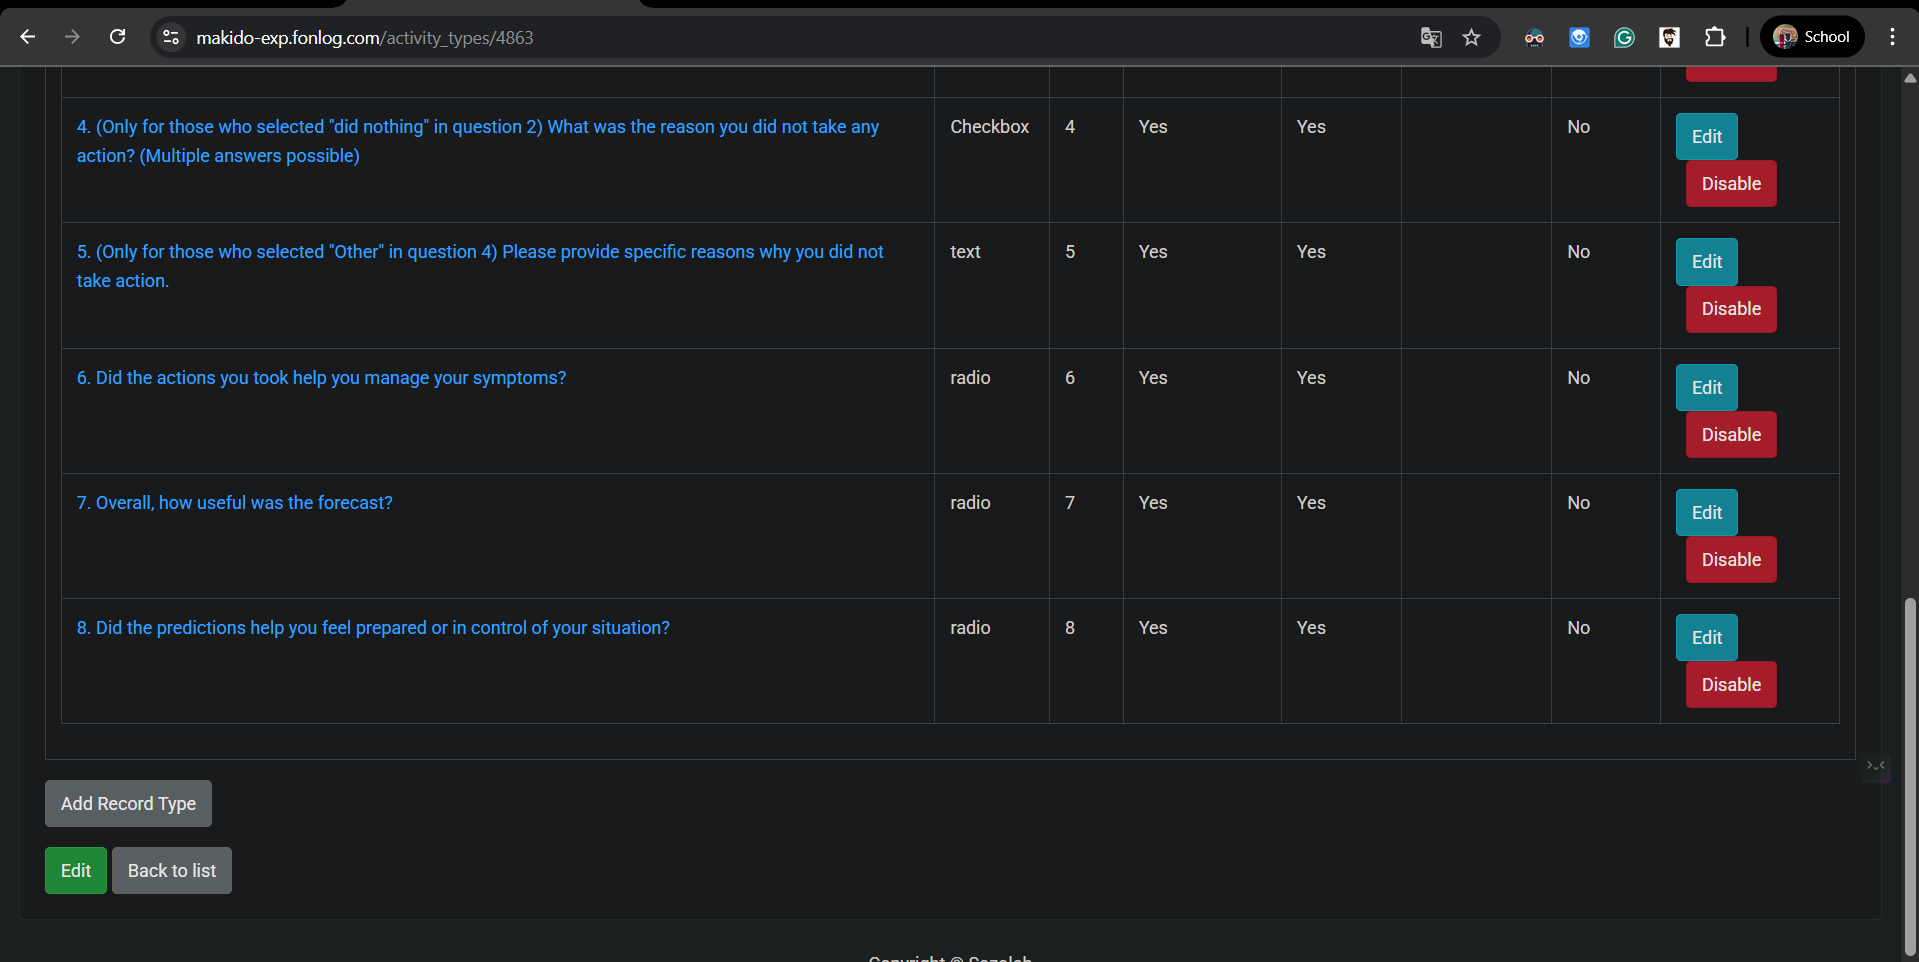 makido-exp.fonlog.com/activity_types/4863
School
4. (Only for those who selected "did nothing" in question 2) What was the reason you did not take any
action? (Multiple answers possible)
Checkbox
4
Yes
Yes
No
Edit
Disable
5. (Only for those who selected "Other" in question 4) Please provide specific reasons why you did not
take action.
text
5
Yes
Yes
No
Edit
Disable
6. Did the actions you took help you manage your symptoms?
radio
6
Yes
Yes
No
Edit
Disable
7. Overall, how useful was the forecast?
radio
7
Yes
Yes
No
Edit
Disable
8. Did the predictions help you feel prepared or in control of your situation?
radio
8
Yes
Yes
No
Edit
Disable
Add Record Type
Edit
Back to list
Copyright © Sozolab